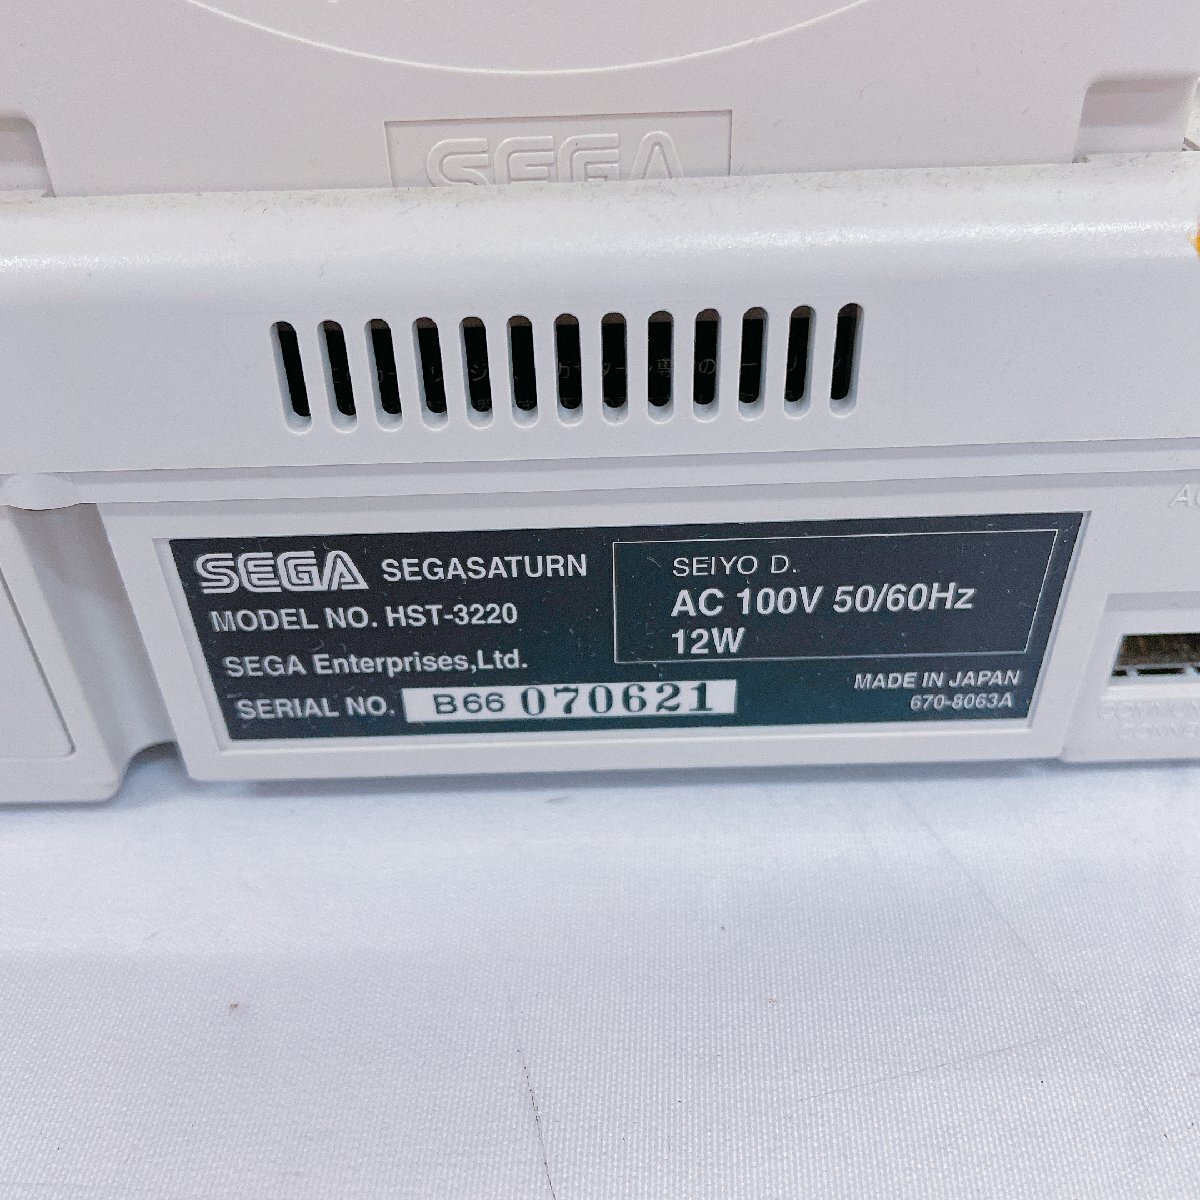 SEGA
SEGA SEGASATURN
MODEL NO. HST-3220
SEGA Enterprises,Ltd.
SERIAL NO. B66 070621
SEIYO D.
AC 100V 50/60Hz
12W
MADE IN JAPAN
670-8063A